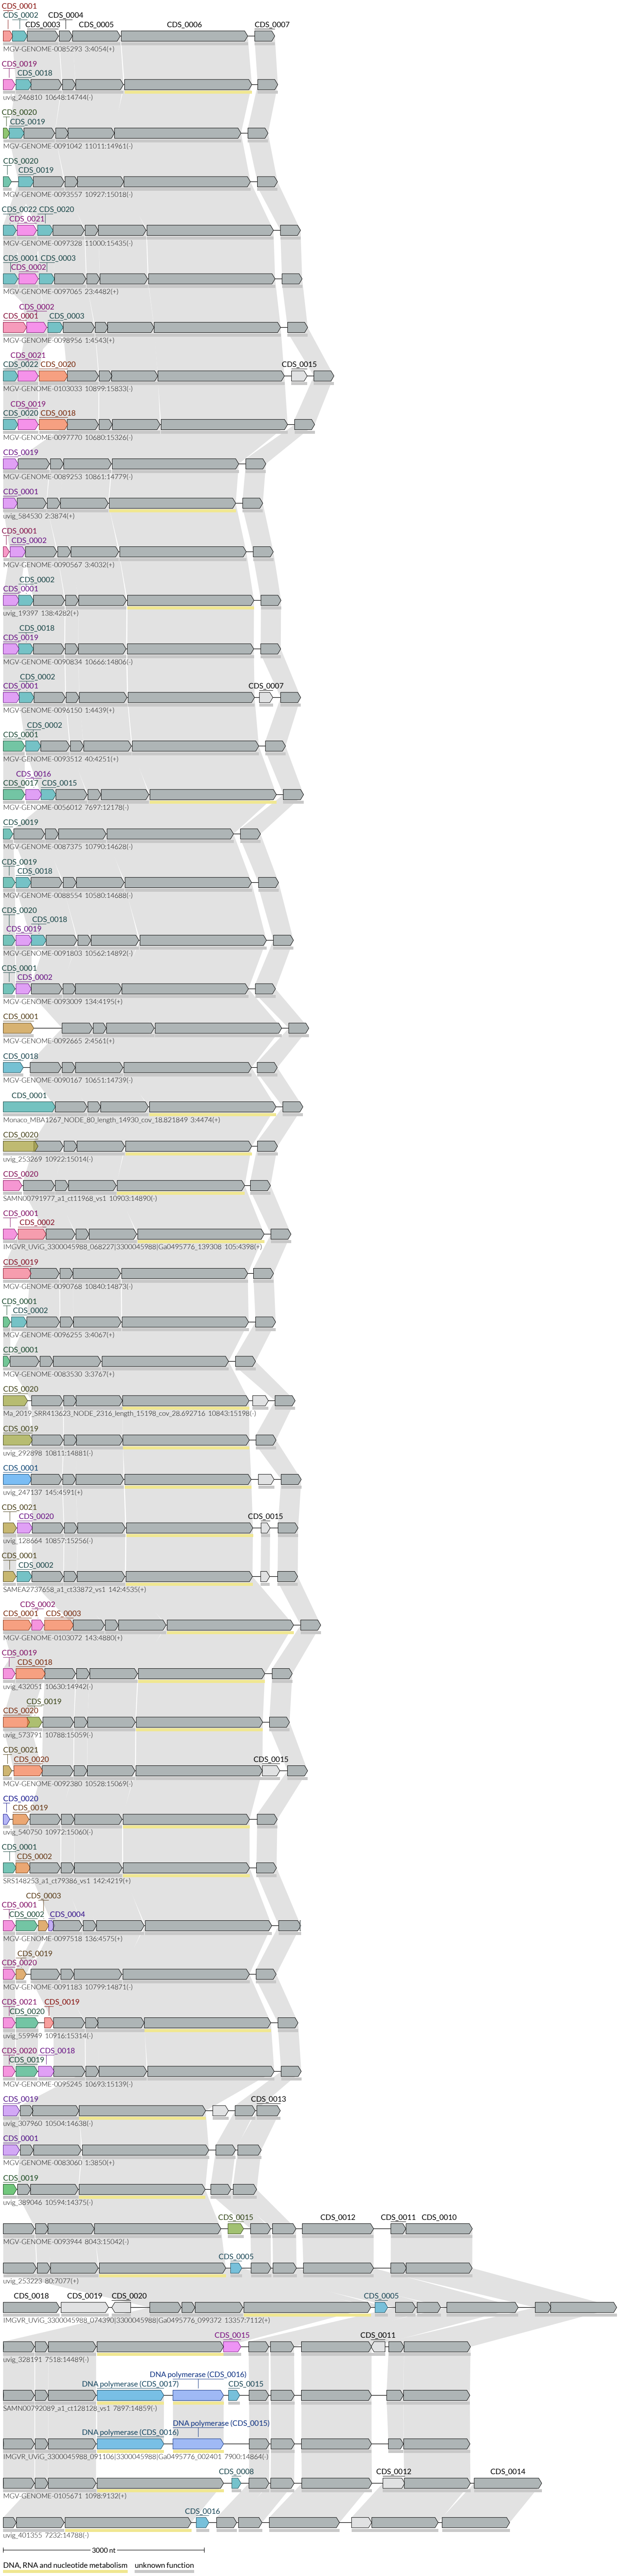 CDS_0001
CDS_0002 CDS_0004
CDS_0003 CDS_0005 CDS_0006 CDS_0007
MGV-GENOME-0085293 3:4054(+)
CDS_0019
CDS_0018
uvig_246810 10648:14744(-)
CDS_0020
CDS_0019
MGV-GENOME-0091042 11011:14961(-)
CDS_0020
CDS_0019
MGV-GENOME-0093557 10927:15018(-)
CDS_0022 CDS_0020
CDS_0021
MGV-GENOME-0097328 11000:15435(-)
CDS_0001 CDS_0003
CDS_0002
MGV-GENOME-0097065 23:4482(+)
CDS_0002
CDS_0001 CDS_0003
MGV-GENOME-0098956 1:4543(+)
CDS_0021
CDS_0022 CDS_0020 CDS_0015
MGV-GENOME-0103033 10899:15833(-)
CDS_0019
CDS_0020 CDS_0018
MGV-GENOME-0097770 10680:15326(-)
CDS_0019
MGV-GENOME-0089253 10861:14779(-)
CDS_0001
uvig_584530 2:3874(+)
CDS_0001
CDS_0002
MGV-GENOME-0090567 3:4032(+)
CDS_0002
CDS_0001
uvig_19397 138:4282(+)
CDS_0018
CDS_0019
MGV-GENOME-0090834 10666:14806(-)
CDS_0002
CDS_0001 CDS_0007
MGV-GENOME-0096150 1:4439(+)
CDS_0002
CDS_0001
MGV-GENOME-0093512 40:4251(+)
CDS_0016
CDS_0017 CDS_0015
MGV-GENOME-0056012 7697:12178(-)
CDS_0019
MGV-GENOME-0087375 10790:14628(-)
CDS_0019
CDS_0018
MGV-GENOME-0088554 10580:14688(-)
CDS_0020
CDS_0018
CDS_0019
MGV-GENOME-0091803 10562:14892(-)
CDS_0001
CDS_0002
MGV-GENOME-0093009 134:4195(+)
CDS_0001
MGV-GENOME-0092665 2:4561(+)
CDS_0018
MGV-GENOME-0090167 10651:14739(-)
CDS_0001
Monaco_MBA1267_NODE_80_length_14930_cov_18.821849 3:4474(+)
CDS_0020
uvig_253269 10922:15014(-)
CDS_0020
SAMN00791977_a1_ct11968_vs1 10903:14890(-)
CDS_0001
CDS_0002
IMGVR_UViG_3300045988_068227|3300045988|Ga0495776_139308 105:4398(+)
CDS_0019
MGV-GENOME-0090768 10840:14873(-)
CDS_0001
CDS_0002
MGV-GENOME-0096255 3:4067(+)
CDS_0001
MGV-GENOME-0083530 3:3767(+)
CDS_0020
Ma_2019_SRR413623_NODE_2316_length_15198_cov_28.692716 10843:15198(-)
CDS_0019
uvig_292898 10811:14881(-)
CDS_0001
uvig_247137 145:4591(+)
CDS_0021
CDS_0020 CDS_0015
uvig_128664 10857:15256(-)
CDS_0001
CDS_0002
SAMEA2737658_a1_ct33872_vs1 142:4535(+)
CDS_0002
CDS_0001 CDS_0003
MGV-GENOME-0103072 143:4880(+)
CDS_0019
CDS_0018
uvig_432051 10630:14942(-)
CDS_0019
CDS_0020
uvig_573791 10788:15059(-)
CDS_0021
CDS_0020 CDS_0015
MGV-GENOME-0092380 10528:15069(-)
CDS_0020
CDS_0019
uvig_540750 10972:15060(-)
CDS_0001
CDS_0002
SRS148253_a1_ct79386_vs1 142:4219(+)
CDS_0003
CDS_0001
CDS_0002 CDS_0004
MGV-GENOME-0097518 136:4575(+)
CDS_0019
CDS_0020
MGV-GENOME-0091183 10799:14871(-)
CDS_0021 CDS_0019
CDS_0020
uvig_559949 10916:15314(-)
CDS_0020 CDS_0018
CDS_0019
MGV-GENOME-0095245 10693:15139(-)
CDS_0019 CDS_0013
uvig_307960 10504:14638(-)
CDS_0001
MGV-GENOME-0083060 1:3850(+)
CDS_0019
uvig_389046 10594:14375(-)
CDS_0015 CDS_0012 CDS_0011 CDS_0010
MGV-GENOME-0093944 8043:15042(-)
CDS_0005
uvig_253223 80:7077(+)
CDS_0018 CDS_0019 CDS_0020 CDS_0005
IMGVR_UViG_3300045988_074390|3300045988|Ga0495776_099372 13357:7112(+)
CDS_0015 CDS_0011
uvig_328191 7518:14489(-)
DNA polymerase (CDS_0016)
DNA polymerase (CDS_0017) CDS_0015
SAMN00792089_a1_ct128128_vs1 7897:14859(-)
DNA polymerase (CDS_0015)
DNA polymerase (CDS_0016)
IMGVR_UViG_3300045988_091106|3300045988|Ga0495776_002401 7900:14864(-)
CDS_0008 CDS_0012 CDS_0014
MGV-GENOME-0105671 1098:9132(+)
CDS_0016
uvig_401355 7232:14788(-)
3000 nt
DNA, RNA and nucleotide metabolism unknown function